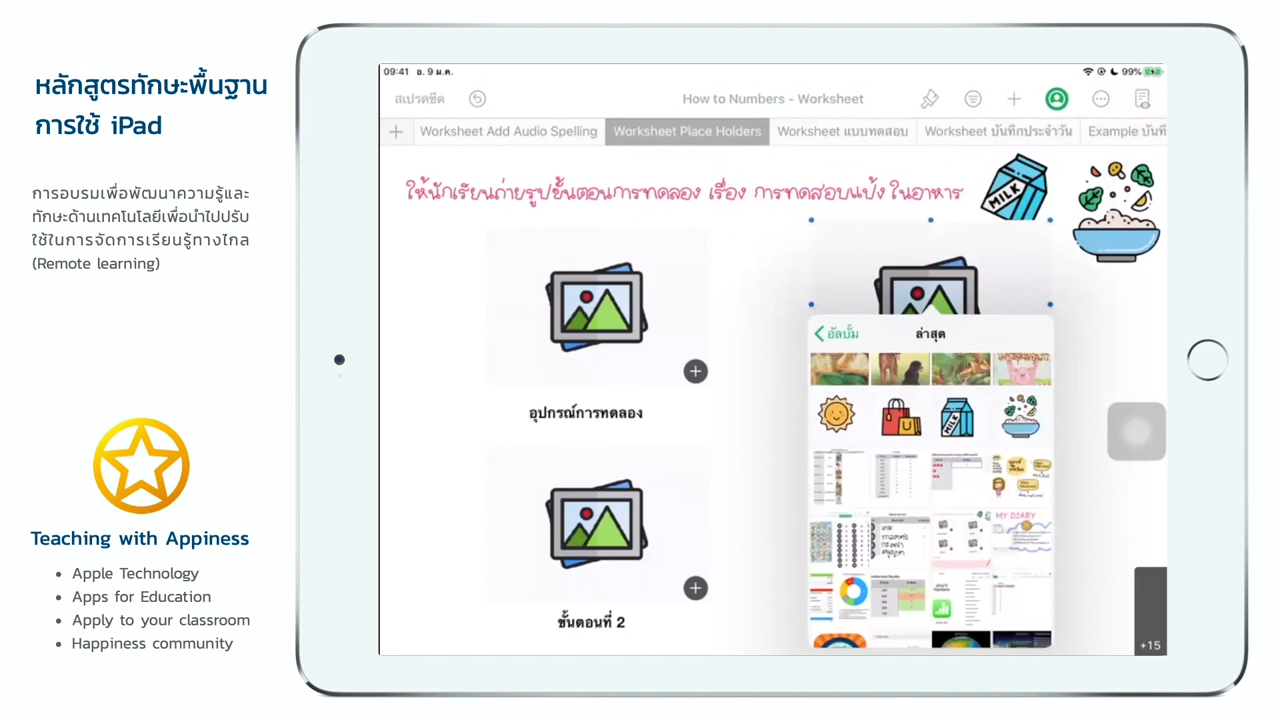 หลักสูตรทักษะพื้นฐาน
การใช้ iPad
การอบรมเพื่อพัฒนาความรู้และ
ทักษะด้านเทคโนโลยีเพื่อนำไปปรับ
ใช้ในการจัดการเรียนรู้ทางไกล
(Remote learning)
Teaching with Appiness
Apple Technology
Apps for Education
Apply to your classroom
Happiness community
09:41 อ. 9 ม.ค.
99%
สเปรดชีต
How to Numbers - Worksheet
Worksheet Add Audio Spelling
Worksheet Place Holders
Worksheet แบบทดสอบ
Worksheet บันทึกประจำวัน
Example บันทึ
ให้นักเรียนถ่ายรูปขั้นตอนการทดลอง เรื่อง การทดสอบแป้ง ในอาหาร
MILK
อัลบั้ม
ล่าสุด
MILK
MY DIARY
อุปกรณ์การทดลอง
ขั้นตอนที่ 2
+15